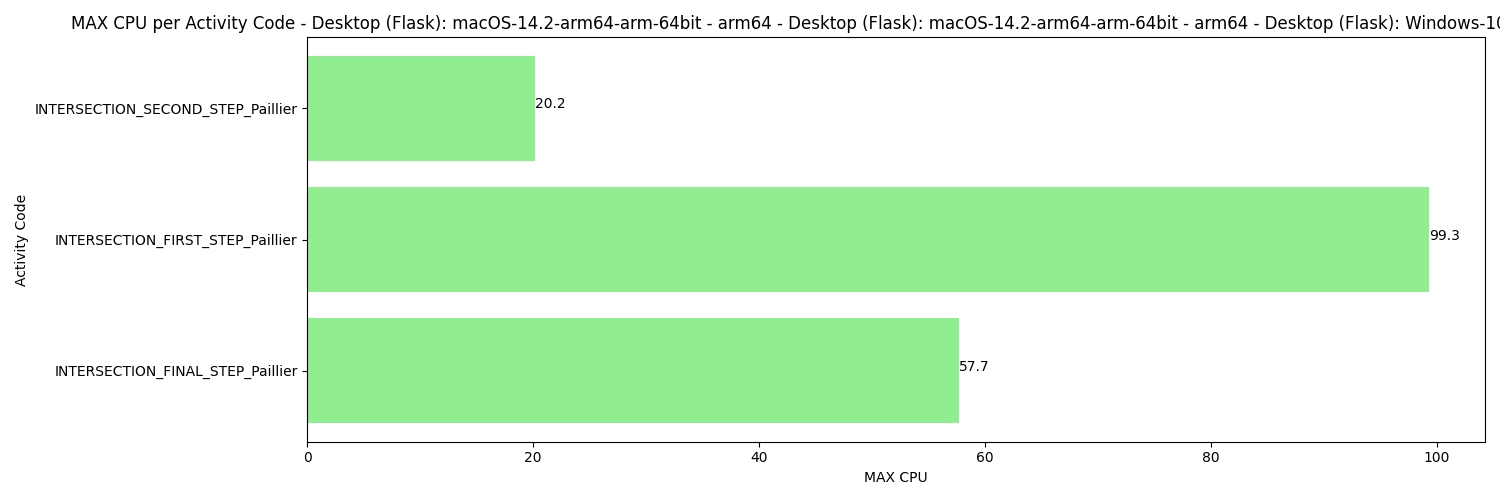 MAX CPU per Activity Code - Desktop (Flask): macOS-14.2-arm64-arm-64bit - arm64 - Desktop (Flask): macOS-14.2-arm64-arm-64bit - arm64 - Desktop (Flask): Windows-10
INTERSECTION_SECOND_STEP_Paillier
20.2
INTERSECTION_FIRST_STEP_Paillier
99.3
INTERSECTION_FINAL_STEP_Paillier
57.7
Activity Code
0 20 40 60 80 100
MAX CPU